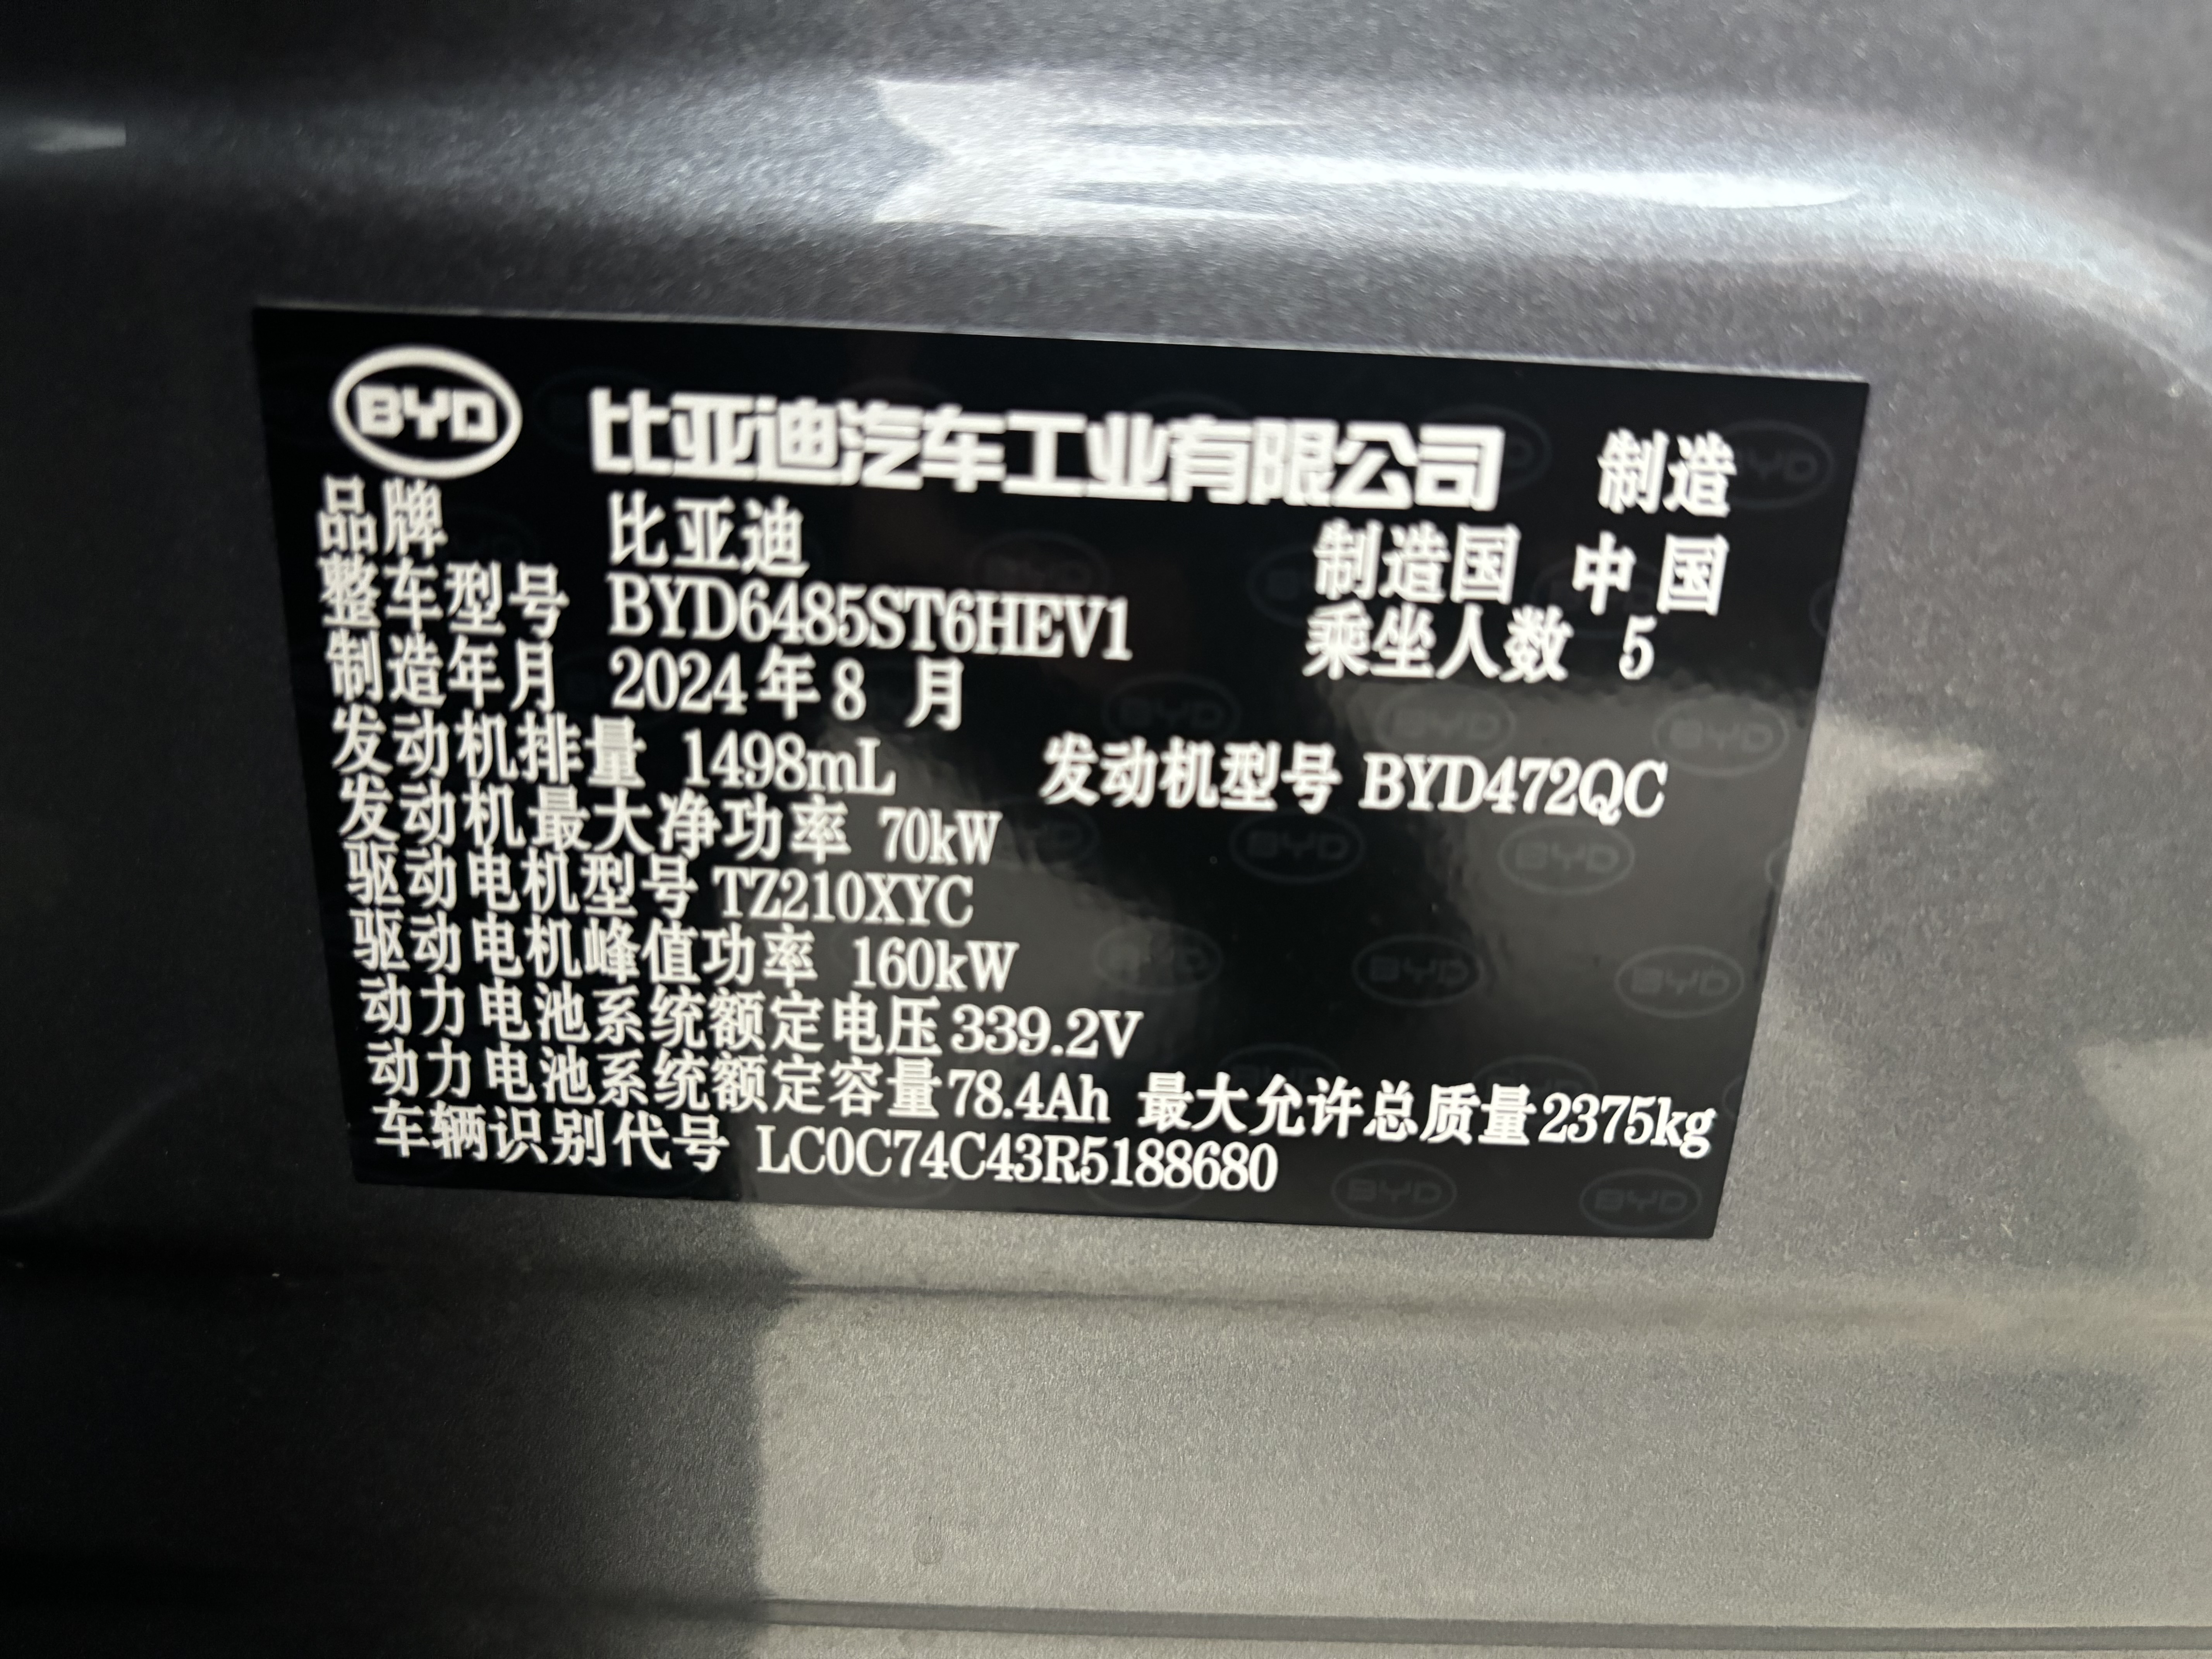 BYD 比亚迪汽车工业有限公司 制造
品牌 比亚迪 制造国 中国
整车型号 BYD6485ST6HEV1 乘坐人数 5
制造年月 2024年8月
发动机排量 1498mL 发动机型号 BYD472QC
发动机最大净功率 70kW
驱动电机型号 TZ210XYC
驱动电机峰值功率 160kW
动力电池系统额定电压 339.2V
动力电池系统额定容量 78.4Ah 最大允许总质量 2375kg
车辆识别代号 LC0C74C43R5188680